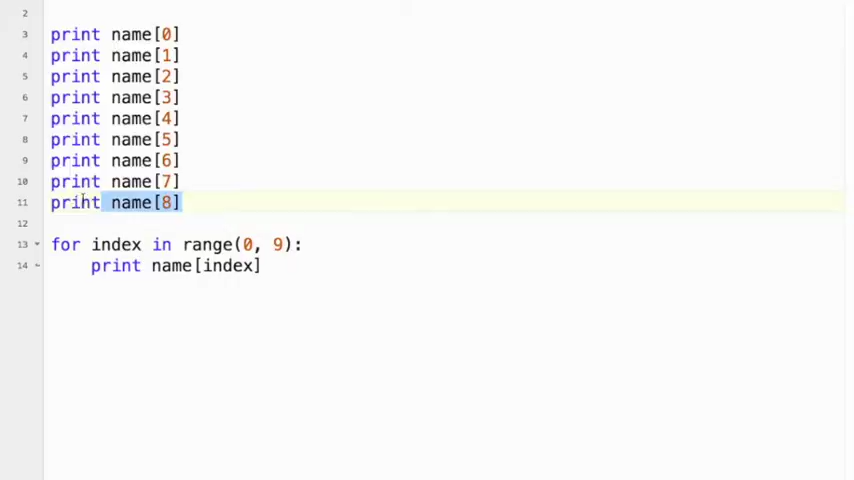 2
3 print name[0]
4 print name[1]
5 print name[2]
6 print name[3]
7 print name[4]
8 print name[5]
9 print name[6]
10 print name[7]
11 print name[8]
12
13 for index in range(0, 9):
14     print name[index]